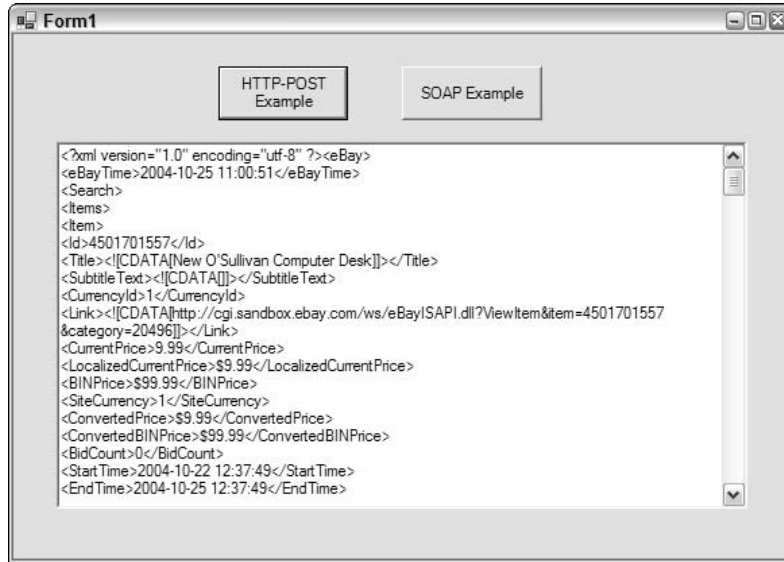 Form1
HTTP-POST
Example
SOAP Example
<?xml version="1.0" encoding="utf-8" ?><eBay>
<eBayTime>2004-10-25 11:00:51</eBayTime>
<Search>
<Items>
<Item>
<Id>4501701557</Id>
<Title><![CDATA[New O'Sullivan Computer Desk]]></Title>
<SubtitleText><![CDATA[]]></SubtitleText>
<CurrencyId>1</CurrencyId>
<Link><![CDATA[http://cgi.sandbox.ebay.com/ws/eBayISAPI.dll?ViewItem&item=4501701557
&category=20496]]></Link>
<CurrentPrice>9.99</CurrentPrice>
<LocalizedCurrentPrice>$9.99</LocalizedCurrentPrice>
<BINPrice>$99.99</BINPrice>
<SiteCurrency>1</SiteCurrency>
<ConvertedPrice>$9.99</ConvertedPrice>
<ConvertedBINPrice>$99.99</ConvertedBINPrice>
<BidCount>0</BidCount>
<StartTime>2004-10-22 12:37:49</StartTime>
<EndTime>2004-10-25 12:37:49</EndTime>